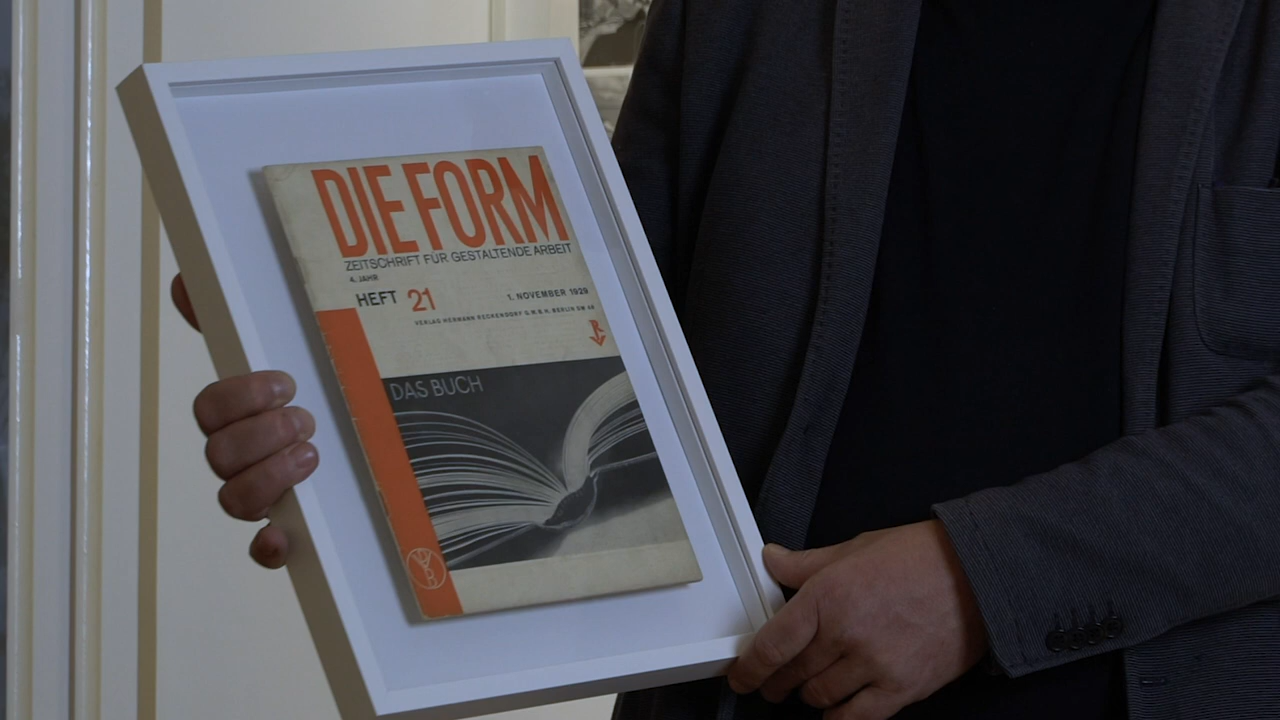 DIE FORM
ZEITSCHRIFT FÜR GESTALTENDE ARBEIT
4. JAHR
HEFT 21
1. NOVEMBER 1929
VERLAG HERMANN RECKENDORF G.M.B.H. BERLIN SW 48
R
DAS BUCH